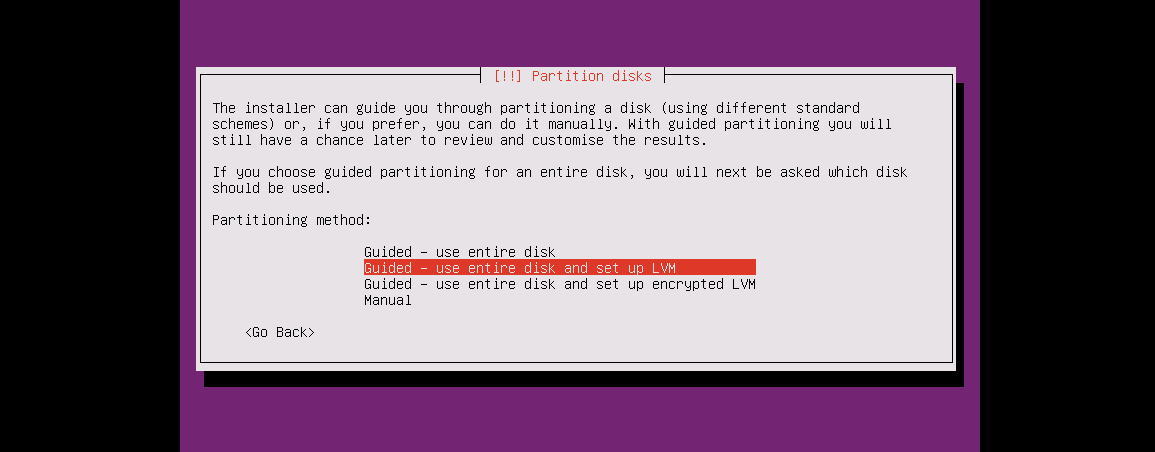 [!!] Partition disks
The installer can guide you through partitioning a disk (using different standard
schemes) or, if you prefer, you can do it manually. With guided partitioning you will
still have a chance later to review and customise the results.
If you choose guided partitioning for an entire disk, you will next be asked which disk
should be used.
Partitioning method:
Guided – use entire disk
Guided – use entire disk and set up LVM
Guided – use entire disk and set up encrypted LVM
Manual
<Go Back>